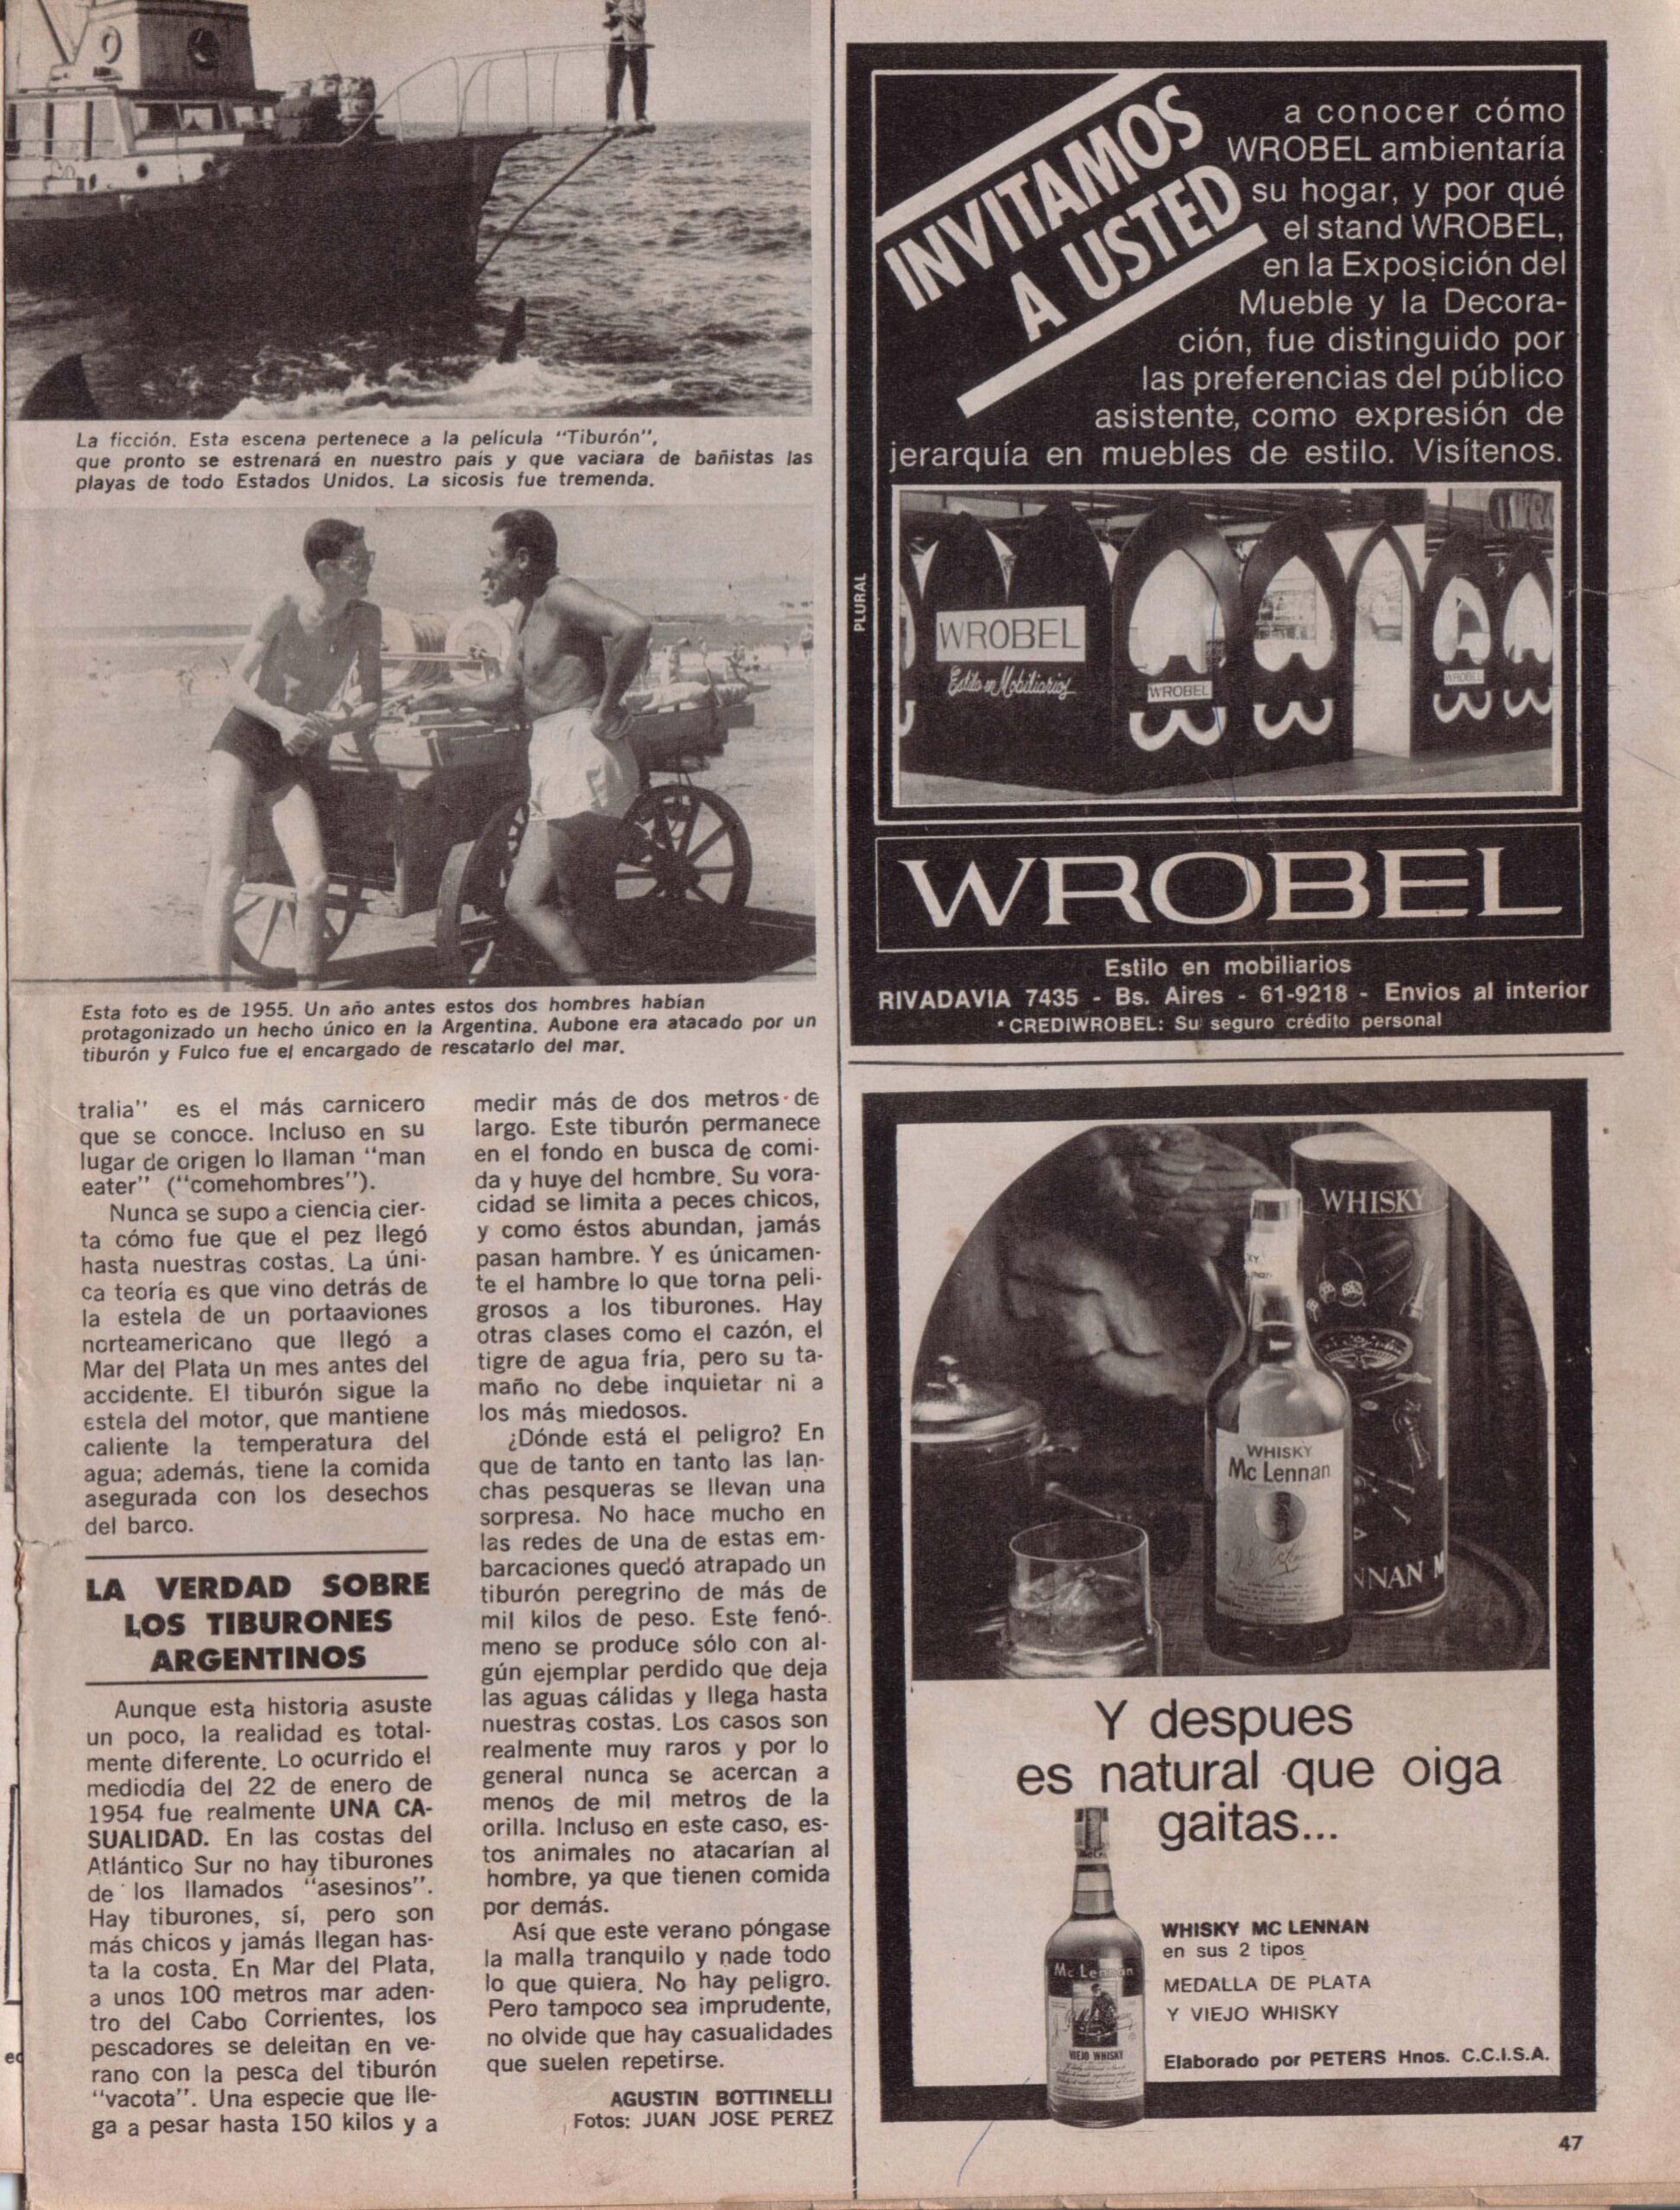 La ficción. Esta escena pertenece a la película "Tiburón",
que pronto se estrenará en nuestro país y que vaciara de bañistas las
playas de todo Estados Unidos. La sicosis fue tremenda.
Esta foto es de 1955. Un año antes estos dos hombres habían
protagonizado un hecho único en la Argentina. Aubone era atacado por un
tiburón y Fulco fue el encargado de rescatarlo del mar.
tralia" es el más carnicero
que se conoce. Incluso en su
lugar de origen lo llaman "man
eater" ("comehombres").
Nunca se supo a ciencia cier-
ta cómo fue que el pez llegó
hasta nuestras costas. La úni-
ca teoría es que vino detrás de
la estela de un portaaviones
norteamericano que llegó a
Mar del Plata un mes antes del
accidente. El tiburón sigue la
estela del motor, que mantiene
caliente la temperatura del
agua; además, tiene la comida
asegurada con los desechos
del barco.
LA VERDAD SOBRE
LOS TIBURONES
ARGENTINOS
Aunque esta historia asuste
un poco, la realidad es total-
mente diferente. Lo ocurrido el
mediodía del 22 de enero de
1954 fue realmente UNA CA-
SUALIDAD. En las costas del
Atlántico Sur no hay tiburones
de los llamados "asesinos".
Hay tiburones, sí, pero son
más chicos y jamás llegan has-
ta la costa. En Mar del Plata,
a unos 100 metros mar aden-
tro del Cabo Corrientes, los
pescadores se deleitan en ve-
rano con la pesca del tiburón
"vacota". Una especie que lle-
ga a pesar hasta 150 kilos y a
medir más de dos metros de
largo. Este tiburón permanece
en el fondo en busca de comi-
da y huye del hombre. Su vora-
cidad se limita a peces chicos,
y como éstos abundan, jamás
pasan hambre. Y es únicamen-
te el hambre lo que torna peli-
grosos a los tiburones. Hay
otras clases como el cazón, el
tigre de agua fría, pero su ta-
maño no debe inquietar ni a
los más miedosos.
¿Dónde está el peligro? En
que de tanto en tanto las lan-
chas pesqueras se llevan una
sorpresa. No hace mucho en
las redes de una de estas em-
barcaciones quedó atrapado un
tiburón peregrino de más de
mil kilos de peso. Este fenó-
meno se produce sólo con al-
gún ejemplar perdido que deja
las aguas cálidas y llega hasta
nuestras costas. Los casos son
realmente muy raros y por lo
general nunca se acercan a
menos de mil metros de la
orilla. Incluso en este caso, es-
tos animales no atacarían al
hombre, ya que tienen comida
por demás.
Así que este verano póngase
la malla tranquilo y nade todo
lo que quiera. No hay peligro.
Pero tampoco sea imprudente,
no olvide que hay casualidades
que suelen repetirse.
AGUSTIN BOTTINELLI
Fotos: JUAN JOSE PEREZ
INVITAMOS
A USTED
a conocer cómo
WROBEL ambientaría
su hogar, y por qué
el stand WROBEL,
en la Exposición del
Mueble y la Decora-
ción, fue distinguido por
las preferencias del público
asistente, como expresión de
jerarquía en muebles de estilo. Visítenos.
PLURAL
WROBEL
Estilo en Mobiliarios
WROBEL
WROBEL
WROBEL
Estilo en mobiliarios
RIVADAVIA 7435 - Bs. Aires - 61-9218 - Envios al interior
*CREDIWROBEL: Su seguro crédito personal
WHISKY
WHISKY
Mc Lennan
NNAN M
Y despues
es natural que oiga
gaitas...
Mc Lennan
VIEJO WHISKY
WHISKY MC LENNAN
en sus 2 tipos
MEDALLA DE PLATA
Y VIEJO WHISKY
Elaborado por PETERS Hnos. C.C.I.S.A.
47